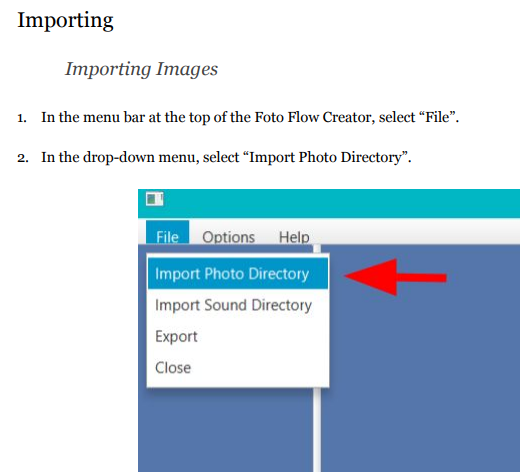 Importing
Importing Images
1. In the menu bar at the top of the Foto Flow Creator, select “File”.
2. In the drop-down menu, select “Import Photo Directory”.
File Options Help
Import Photo Directory
Import Sound Directory
Export
Close